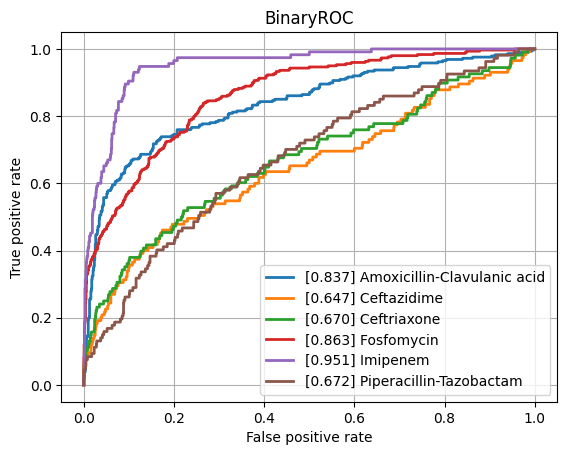 BinaryROC
1.0
0.8
0.6
0.4
0.2
0.0
True positive rate
[0.837] Amoxicillin-Clavulanic acid
[0.647] Ceftazidime
[0.670] Ceftriaxone
[0.863] Fosfomycin
[0.951] Imipenem
[0.672] Piperacillin-Tazobactam
0.0 0.2 0.4 0.6 0.8 1.0
False positive rate